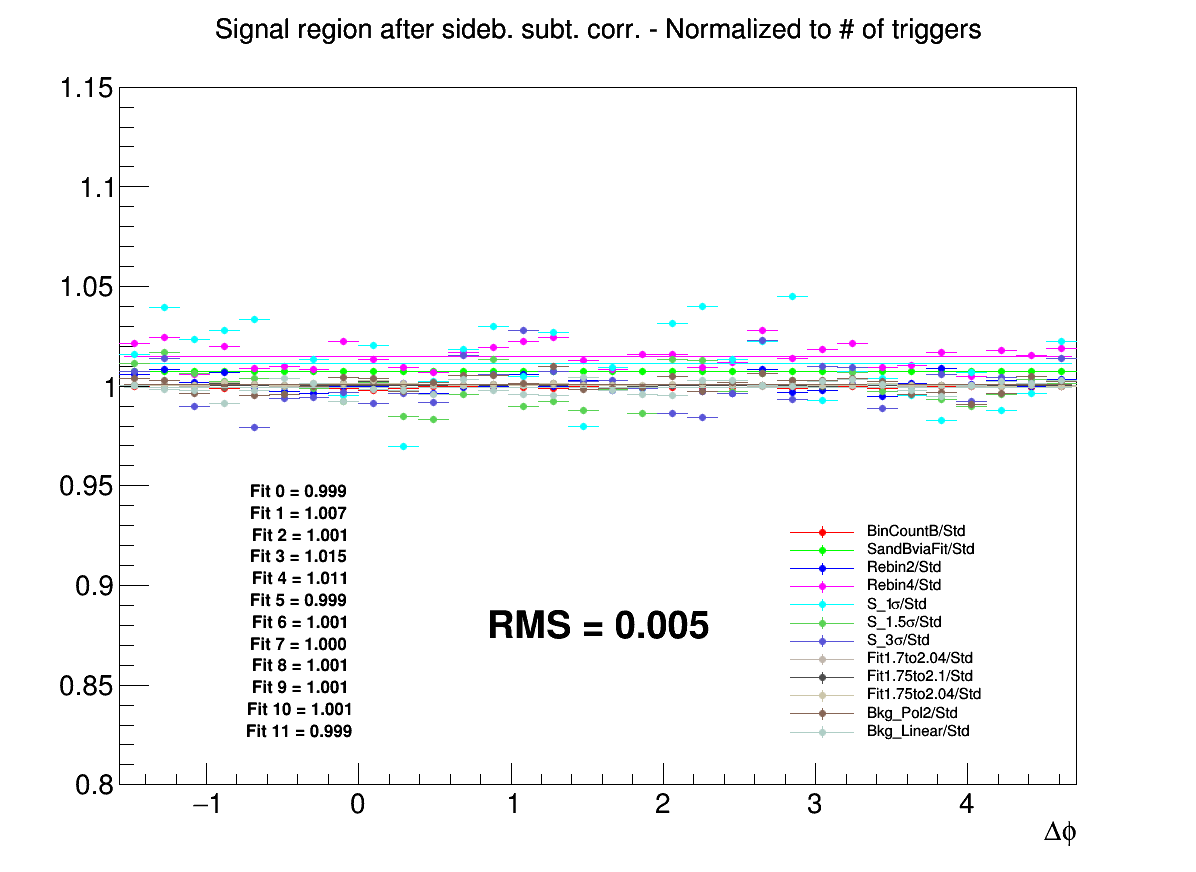 Signal region after sideb. subt. corr. - Normalized to # of triggers
1.15
1.1
1.05
1
0.95
0.9
0.85
0.8
Fit 0 = 0.999
Fit 1 = 1.007
Fit 2 = 1.001
Fit 3 = 1.015
Fit 4 = 1.011
Fit 5 = 0.999
Fit 6 = 1.001
Fit 7 = 1.000
Fit 8 = 1.001
Fit 9 = 1.001
Fit 10 = 1.001
Fit 11 = 0.999
RMS = 0.005
BinCountB/Std
SandBviaFit/Std
Rebin2/Std
Rebin4/Std
S_1σ/Std
S_1.5σ/Std
S_3σ/Std
Fit1.7to2.04/Std
Fit1.75to2.1/Std
Fit1.75to2.04/Std
Bkg_Pol2/Std
Bkg_Linear/Std
−1 0 1 2 3 4
Δϕ